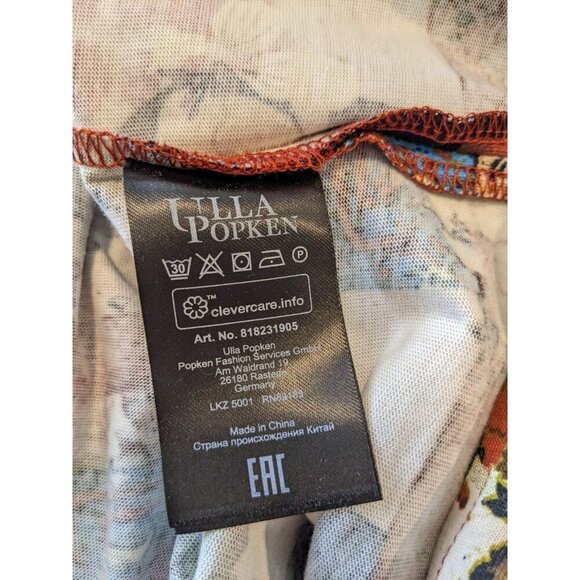 ULLA
POPKEN
30 P
™
clevercare.info
Art. No. 818231905
Ulla Popken
Popken Fashion Services GmbH
Am Waldrand 19
26180 Rastede
Germany
LKZ 5001
Made in China
Страна происхождения Китай
EAC